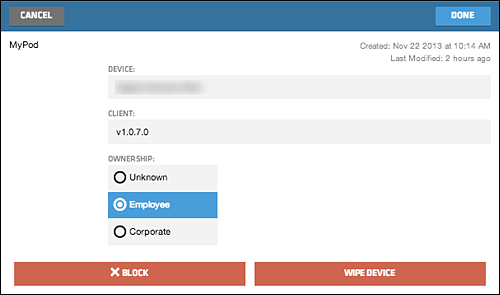 CANCEL
DONE
MyPod
Created: Nov 22 2013 at 10:14 AM
Last Modified: 2 hours ago
DEVICE:
CLIENT:
v1.0.7.0
OWNERSHIP:
Unknown
Employee
Corporate
BLOCK
WIPE DEVICE